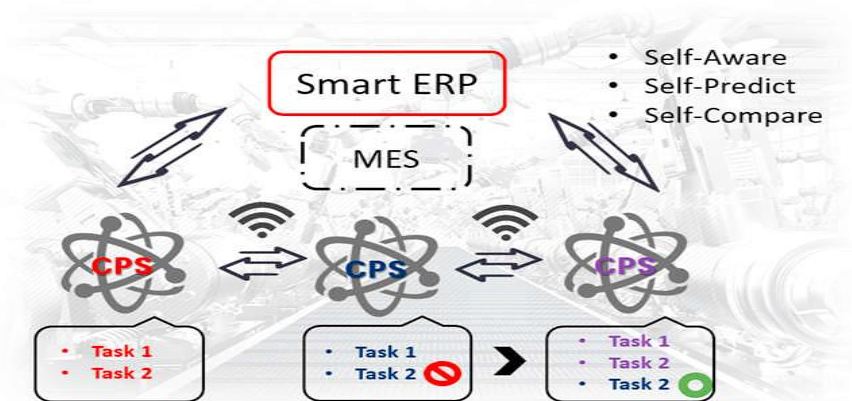 Smart ERP
• Self-Aware
• Self-Predict
• Self-Compare
MES
CPS
CPS
CPS
• Task 1
• Task 2
• Task 1
• Task 2
• Task 1
• Task 2
• Task 2